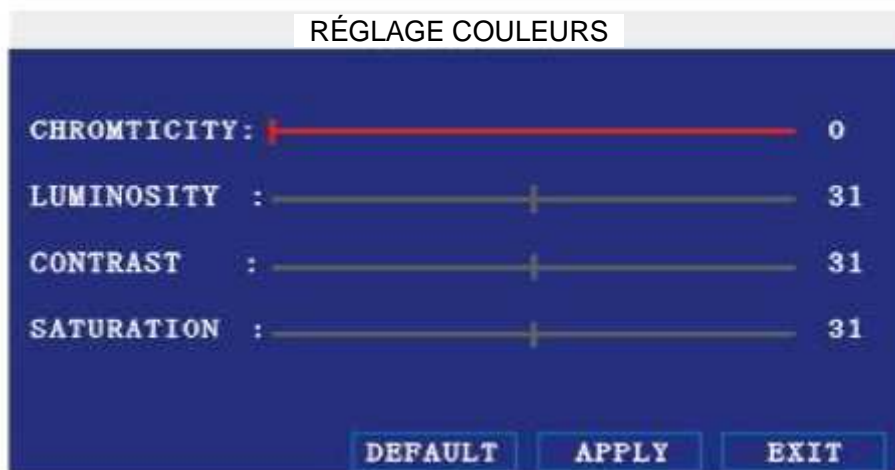 RÉGLAGE COULEURS
CHROMTICITY: 0
LUMINOSITY : 31
CONTRAST : 31
SATURATION : 31
DEFAULT APPLY EXIT